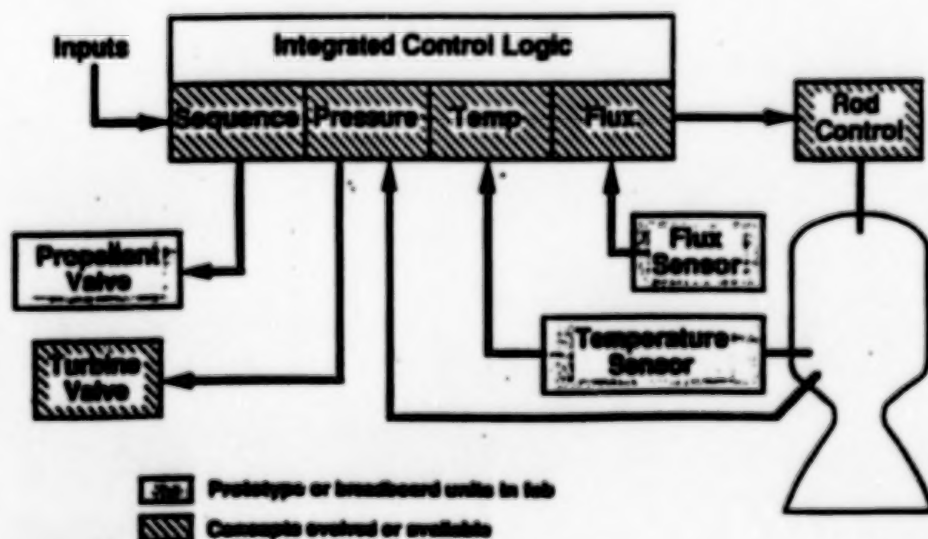 Inputs
Integrated Control Logic
Sequence Pressure Temp Flux
Rod
Control
Propellant
Valve
Flux
Sensor
Temperature
Sensor
Turbine
Valve
Prototype or breadboard units in lab
Concepts evolved or available